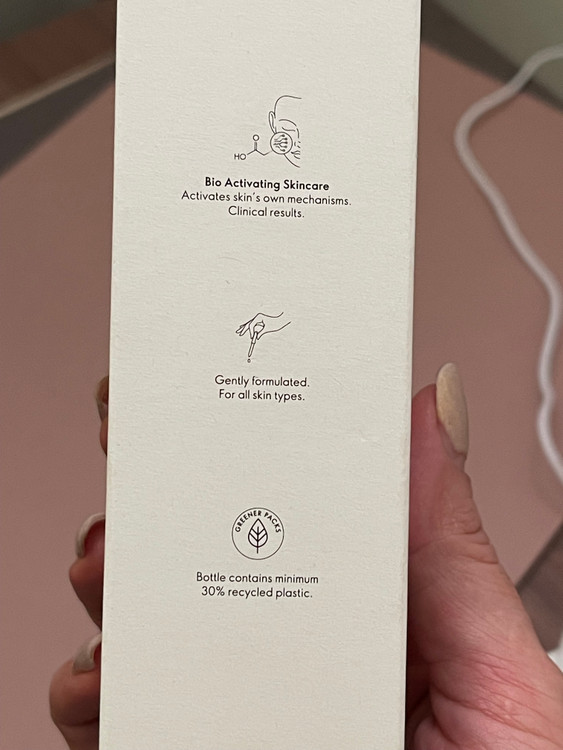 HO
O
Bio Activating Skincare
Activates skin's own mechanisms.
Clinical results.
Gently formulated.
For all skin types.
GREENER PACKS
Bottle contains minimum
30% recycled plastic.